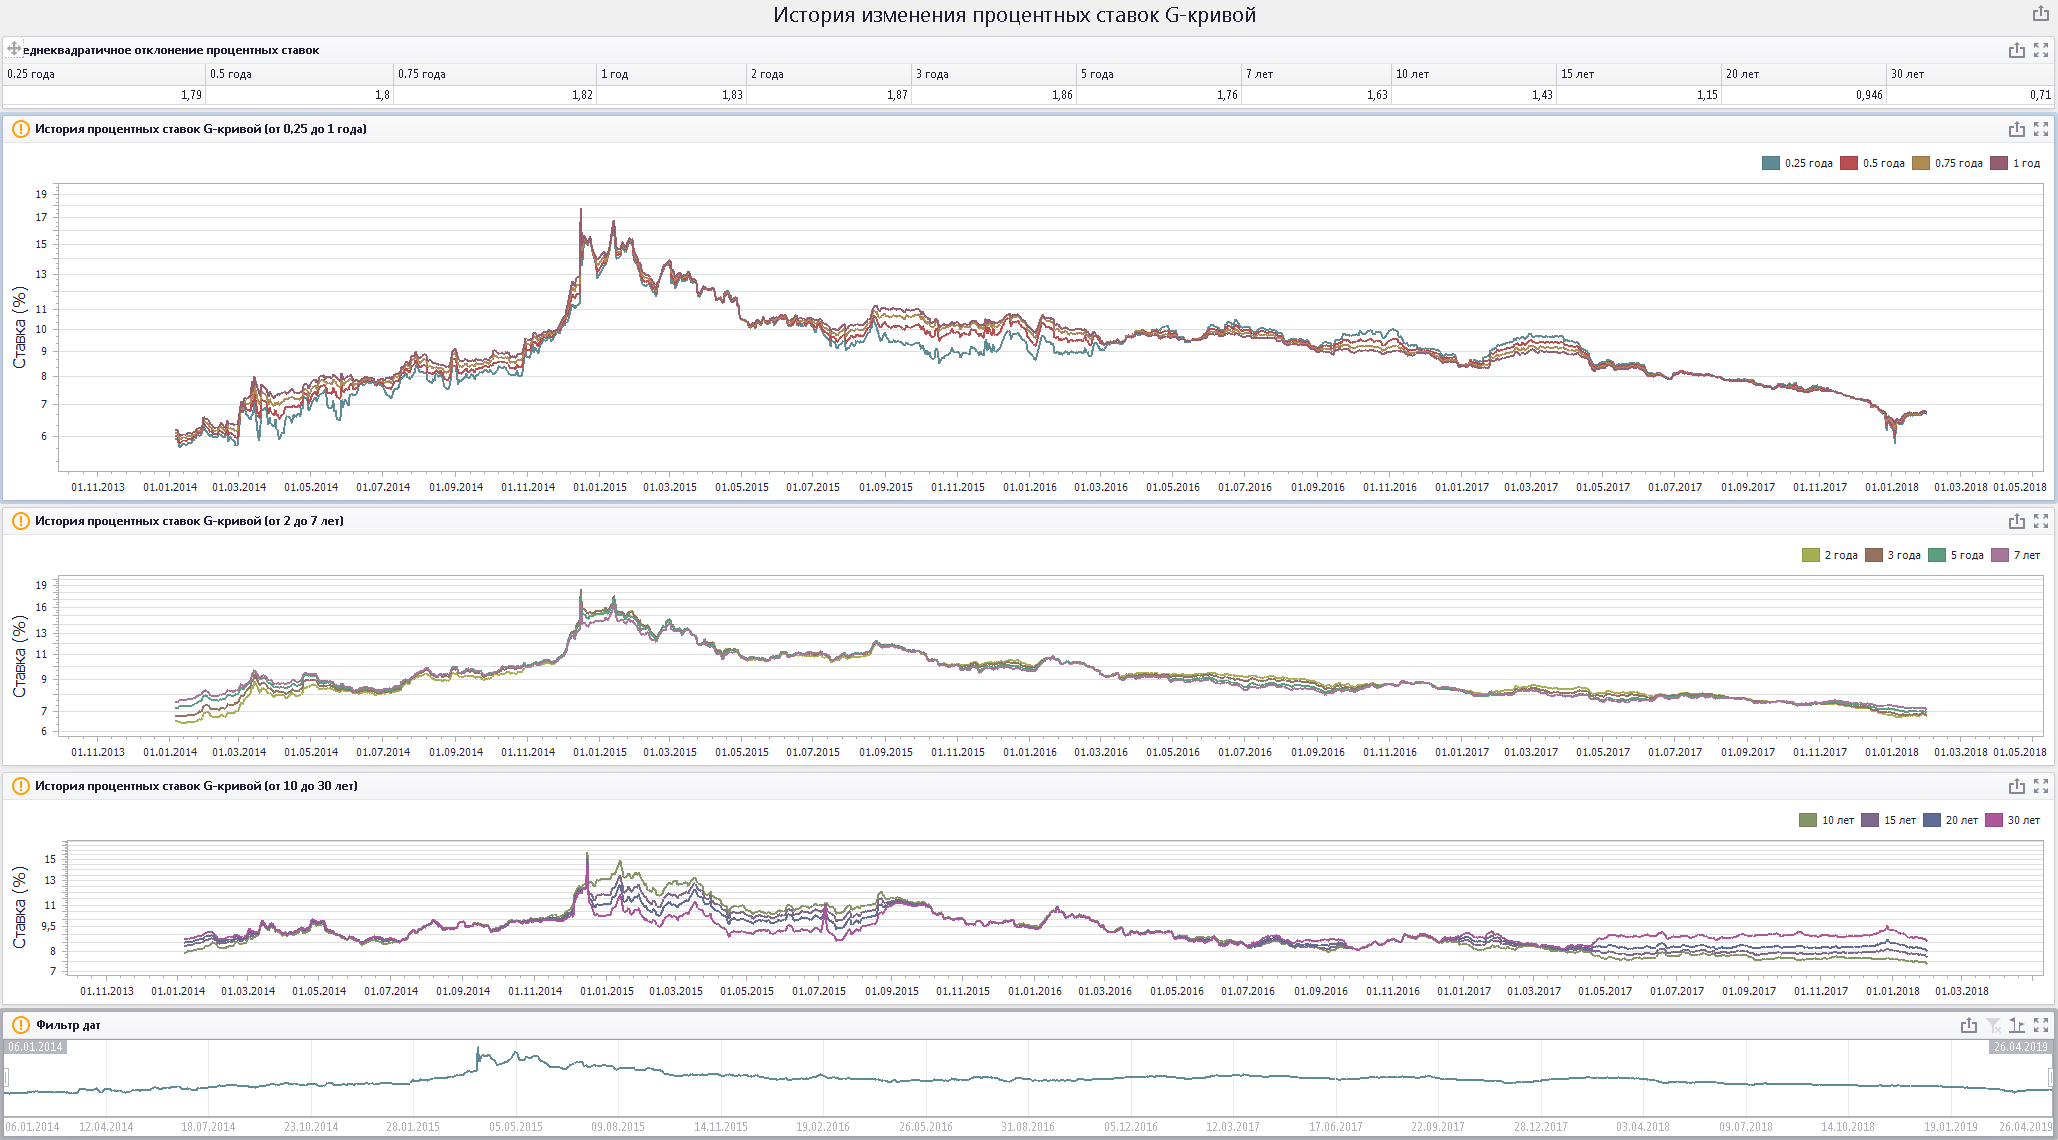 История изменения процентных ставок G-кривой
еднеквадратичное отклонение процентных ставок
0.25 года 0.5 года 0.75 года 1 год 2 года 3 года 5 года 7 лет 10 лет 15 лет 20 лет 30 лет
1,79 1,8 1,82 1,83 1,87 1,86 1,76 1,63 1,43 1,15 0,946 0,71
История процентных ставок G-кривой (от 0,25 до 1 года)
0.25 года 0.5 года 0.75 года 1 год
Ставка (%)
19
17
15
13
11
10
9
8
7
6
01.11.2013 01.01.2014 01.03.2014 01.05.2014 01.07.2014 01.09.2014 01.11.2014 01.01.2015 01.03.2015 01.05.2015 01.07.2015 01.09.2015 01.11.2015 01.01.2016 01.03.2016 01.05.2016 01.07.2016 01.09.2016 01.11.2016 01.01.2017 01.03.2017 01.05.2017 01.07.2017 01.09.2017 01.11.2017 01.01.2018 01.03.2018 01.05.2018
История процентных ставок G-кривой (от 2 до 7 лет)
2 года 3 года 5 года 7 лет
Ставка (%)
19
16
13
11
9
7
6
01.11.2013 01.01.2014 01.03.2014 01.05.2014 01.07.2014 01.09.2014 01.11.2014 01.01.2015 01.03.2015 01.05.2015 01.07.2015 01.09.2015 01.11.2015 01.01.2016 01.03.2016 01.05.2016 01.07.2016 01.09.2016 01.11.2016 01.01.2017 01.03.2017 01.05.2017 01.07.2017 01.09.2017 01.11.2017 01.01.2018 01.03.2018 01.05.2018
История процентных ставок G-кривой (от 10 до 30 лет)
10 лет 15 лет 20 лет 30 лет
Ставка (%)
15
13
11
9,5
8
7
01.11.2013 01.01.2014 01.03.2014 01.05.2014 01.07.2014 01.09.2014 01.11.2014 01.01.2015 01.03.2015 01.05.2015 01.07.2015 01.09.2015 01.11.2015 01.01.2016 01.03.2016 01.05.2016 01.07.2016 01.09.2016 01.11.2016 01.01.2017 01.03.2017 01.05.2017 01.07.2017 01.09.2017 01.11.2017 01.01.2018 01.03.2018
Фильтр дат
06.01.2014 26.04.2019
06.01.2014 12.04.2014 18.07.2014 23.10.2014 28.01.2015 05.05.2015 09.08.2015 14.11.2015 19.02.2016 26.05.2016 31.08.2016 05.12.2016 12.03.2017 17.06.2017 22.09.2017 28.12.2017 03.04.2018 09.07.2018 14.10.2018 19.01.2019 26.04.2019